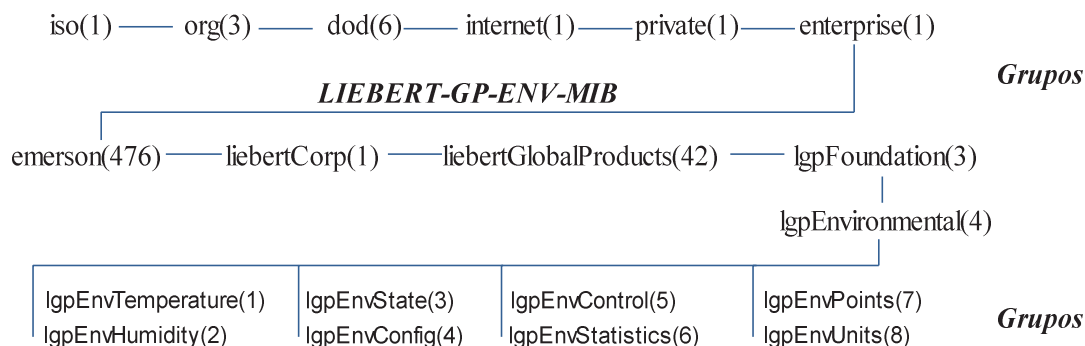 iso(1) org(3) dod(6) internet(1) private(1) enterprise(1)
Grupos
LIEBERT-GP-ENV-MIB
emerson(476) liebertCorp(1) liebertGlobalProducts(42) lgpFoundation(3)
lgpEnvironmental(4)
lgpEnvTemperature(1) lgpEnvState(3) lgpEnvControl(5) lgpEnvPoints(7)
lgpEnvHumidity(2) lgpEnvConfig(4) lgpEnvStatistics(6) lgpEnvUnits(8)
Grupos